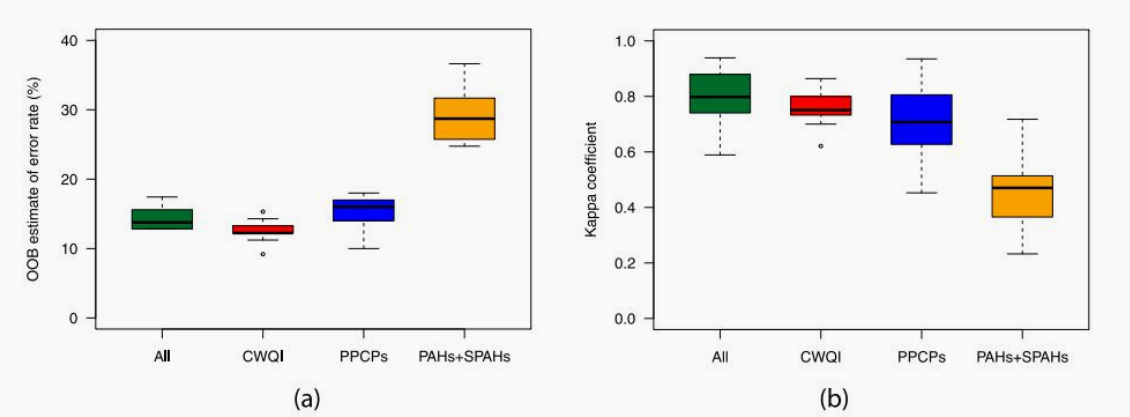 OOB estimate of error rate (%)
40
30
20
10
0
All CWQI PPCPs PAHs+SPAHs
(a)
Kappa coefficient
1.0
0.8
0.6
0.4
0.2
0.0
All CWQI PPCPs PAHs+SPAHs
(b)